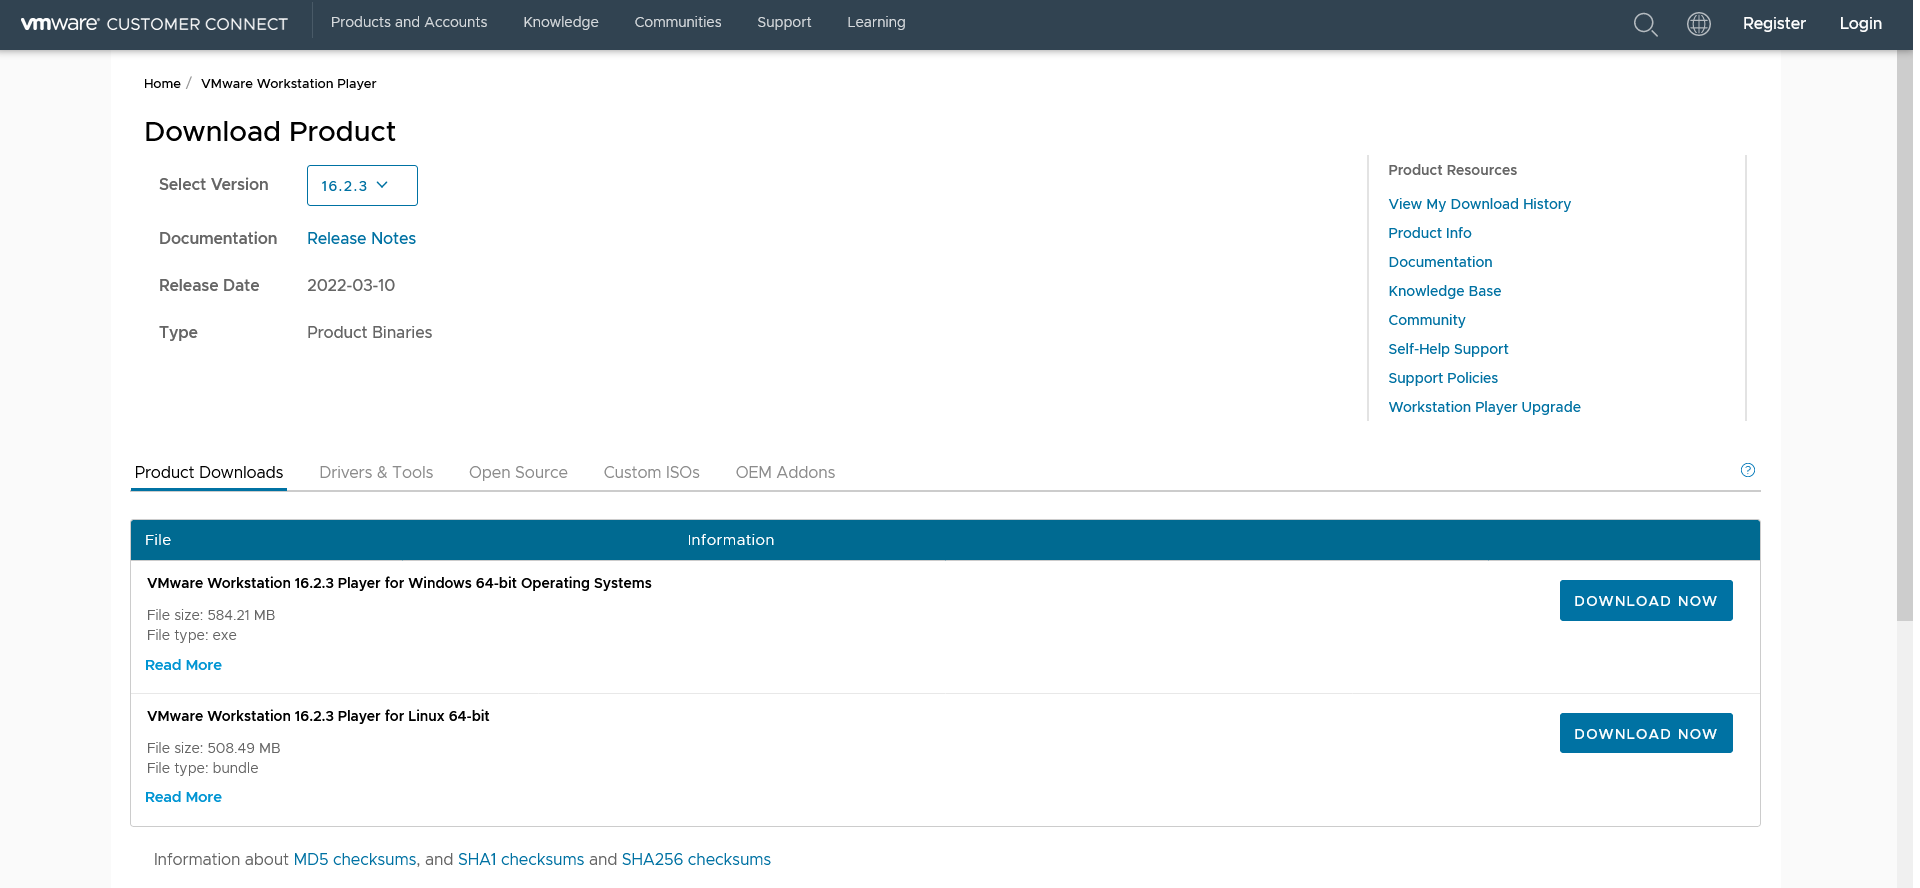 vmware® CUSTOMER CONNECT Products and Accounts Knowledge Communities Support Learning Register Login
Home / VMware Workstation Player
Download Product
Select Version 16.2.3
Documentation Release Notes
Release Date 2022-03-10
Type Product Binaries
Product Resources
View My Download History
Product Info
Documentation
Knowledge Base
Community
Self-Help Support
Support Policies
Workstation Player Upgrade
Product Downloads Drivers & Tools Open Source Custom ISOs OEM Addons ?
File Information
VMware Workstation 16.2.3 Player for Windows 64-bit Operating Systems
DOWNLOAD NOW
File size: 584.21 MB
File type: exe
Read More
VMware Workstation 16.2.3 Player for Linux 64-bit
DOWNLOAD NOW
File size: 508.49 MB
File type: bundle
Read More
Information about MD5 checksums, and SHA1 checksums and SHA256 checksums